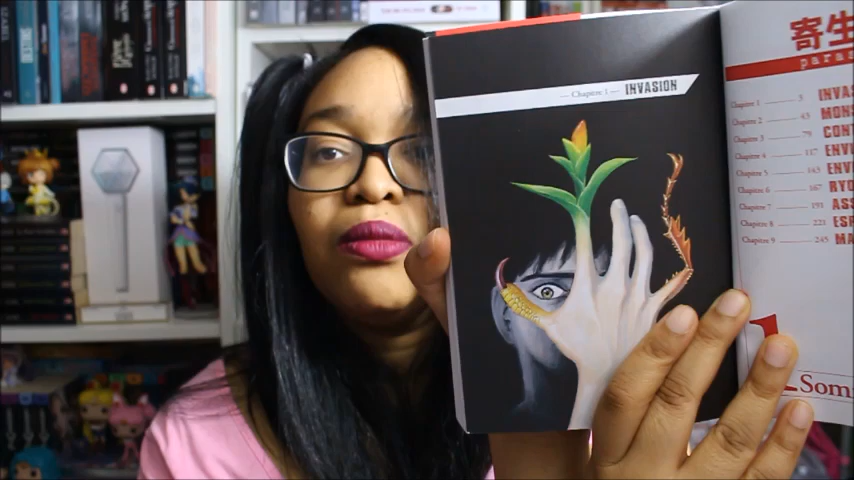 — Chapitre 1 — INVASION
寄生
para
Chapitre 1 3 INVAS
Chapitre 2 43 MONS
Chapitre 3 79 CONT
Chapitre 4 117 ENVI
Chapitre 5 143 ENVI
Chapitre 6 167 RYO
Chapitre 7 191 ASS
Chapitre 8 221 ESP
Chapitre 9 245 MA
Som